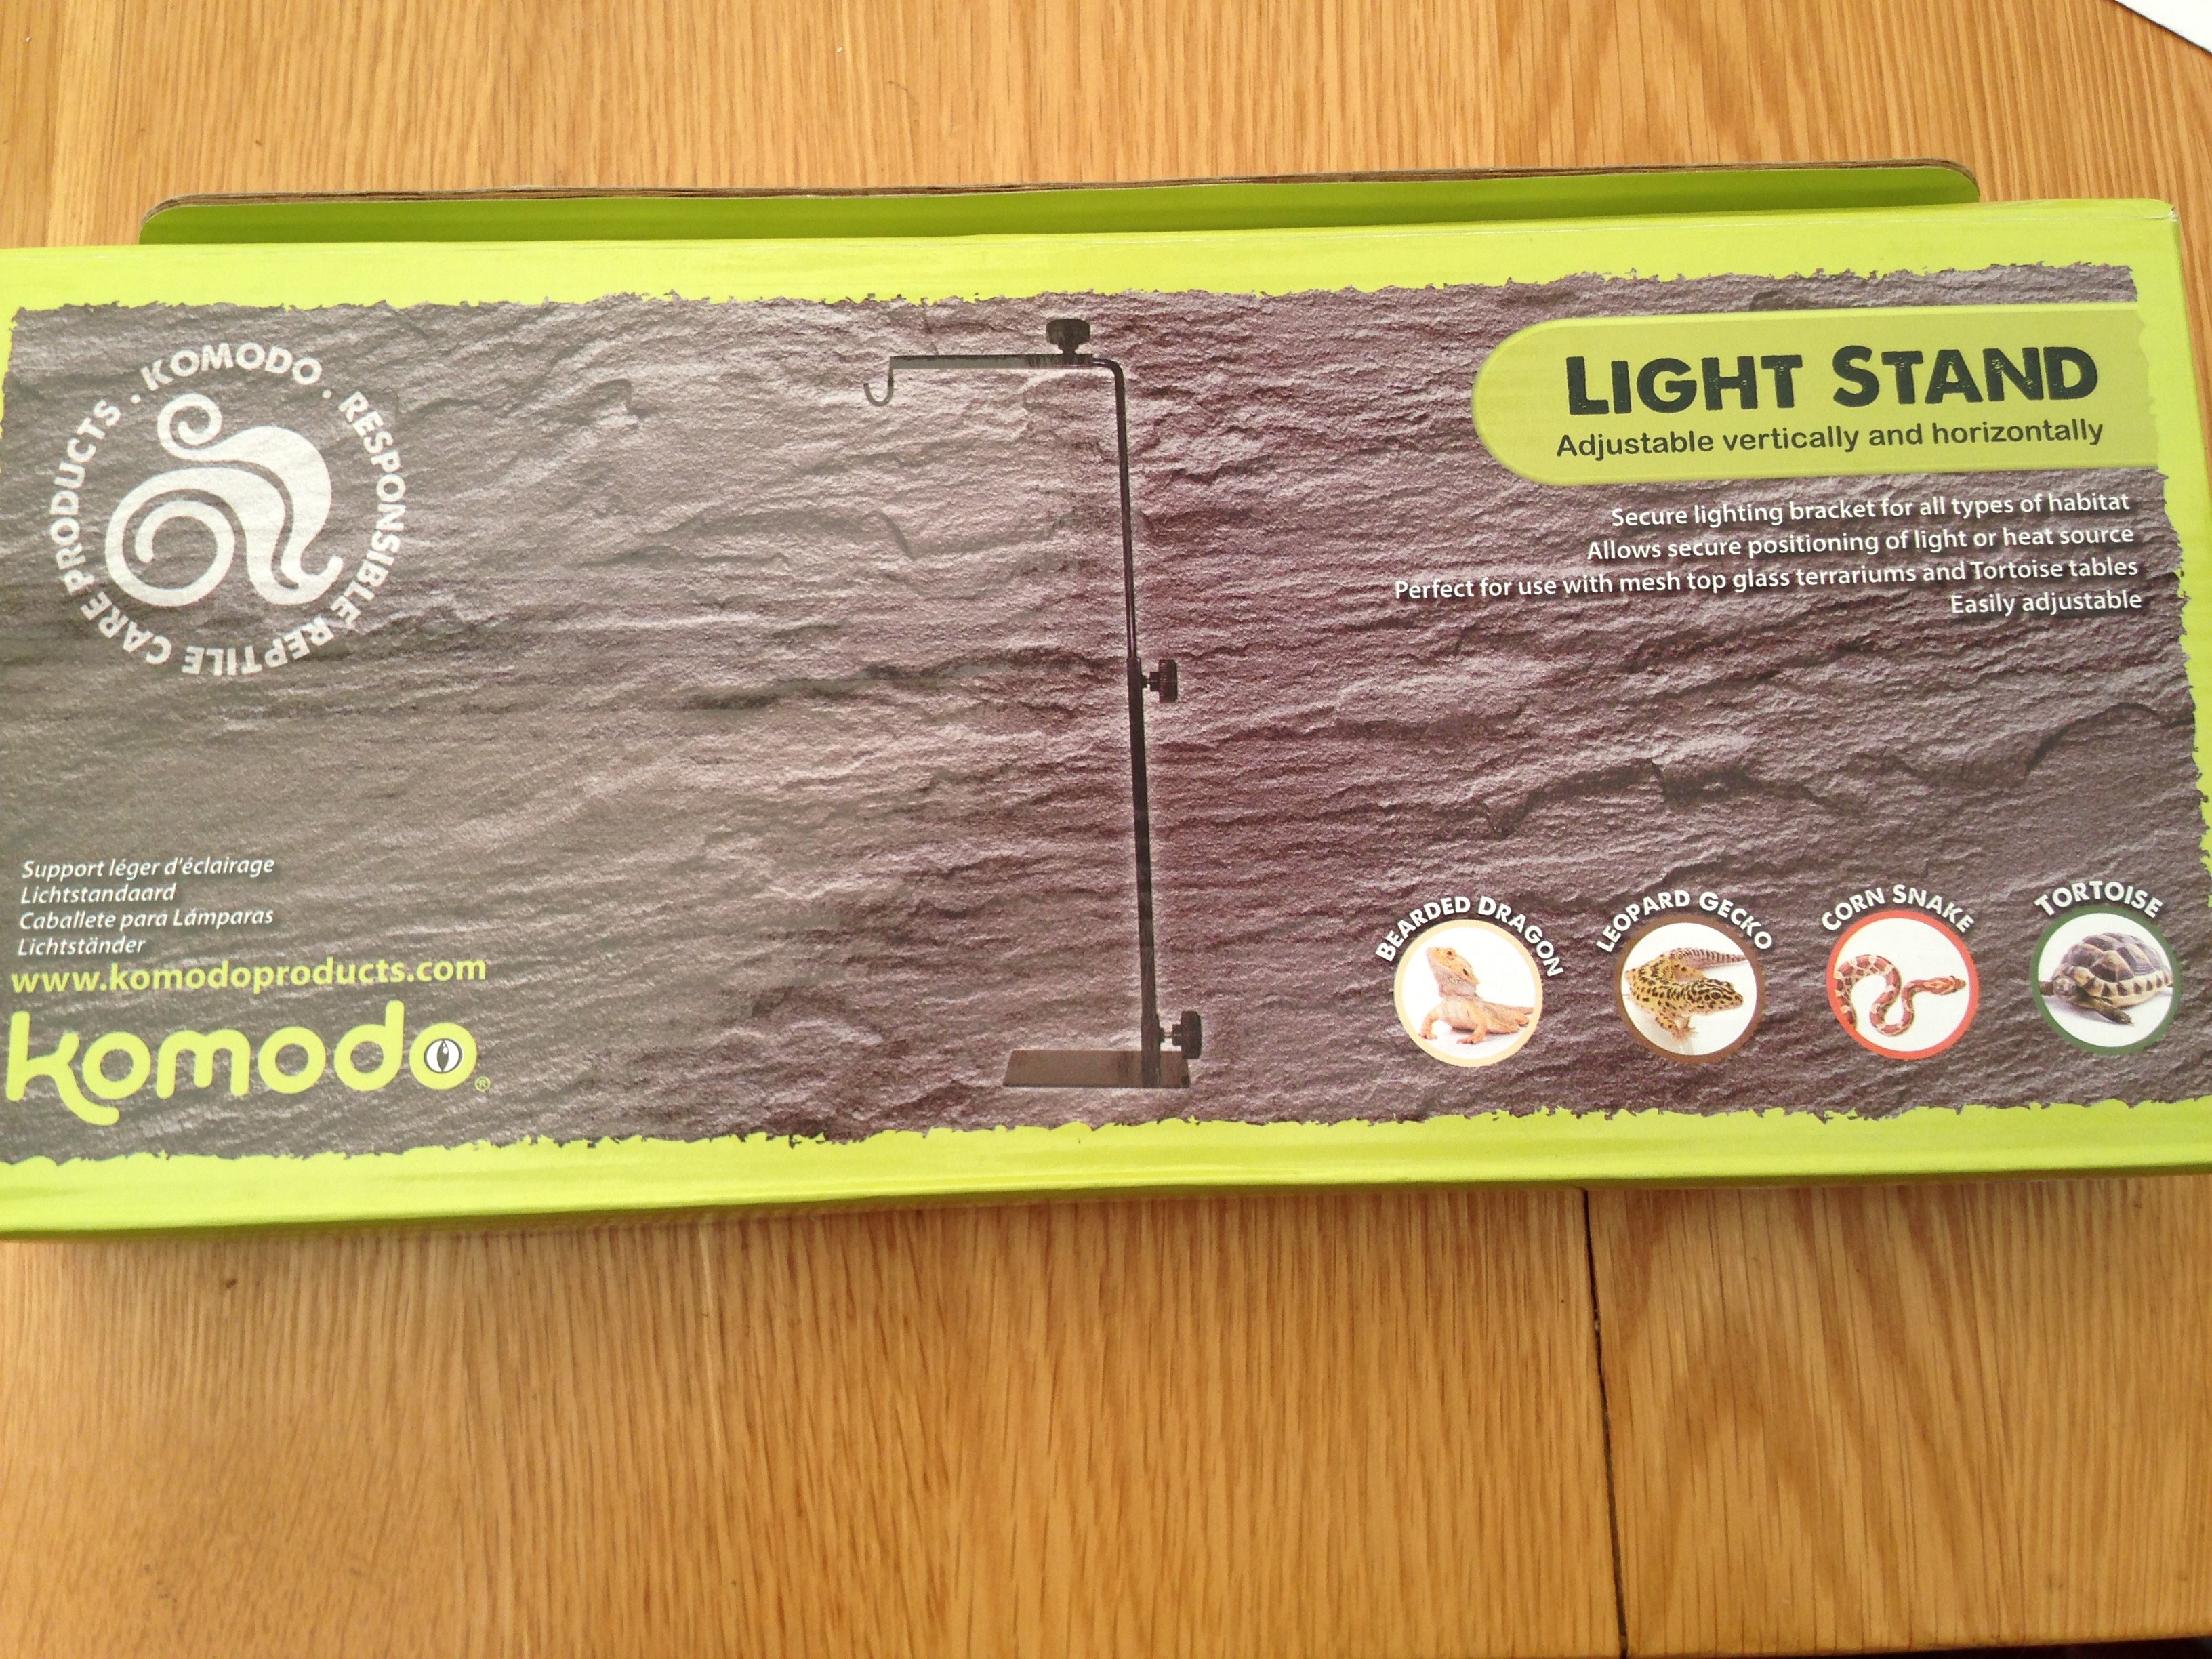 KOMODO . RESPONSIBLE REPTILE CARE PRODUCTS .
LIGHT STAND
Adjustable vertically and horizontally
Secure lighting bracket for all types of habitat
Allows secure positioning of light or heat source
Perfect for use with mesh top glass terrariums and Tortoise tables
Easily adjustable
Support léger d'éclairage
Lichtstandaard
Caballete para Lámparas
Lichtständer
www.komodoproducts.com
komodo®
BEARDED DRAGON
LEOPARD GECKO
CORN SNAKE
TORTOISE